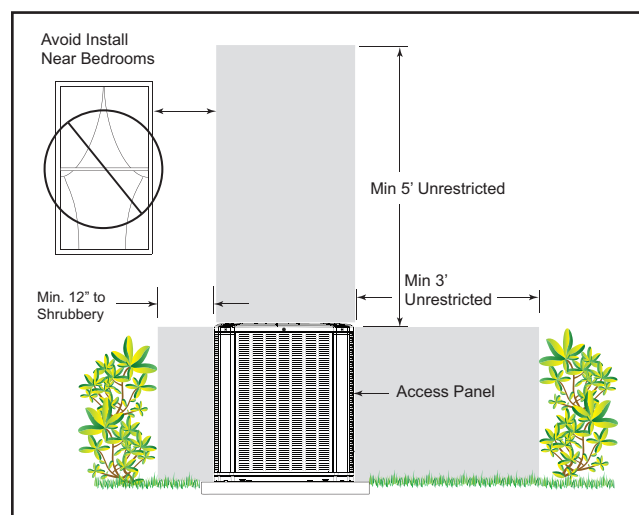 Avoid Install
Near Bedrooms
Min 5’ Unrestricted
Min 3’
Unrestricted
Min. 12” to
Shrubbery
Access Panel